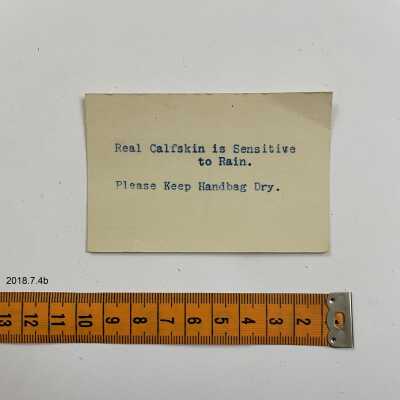 Real Calfskin is Sensitive
to Rain.
Please Keep Handbag Dry.
2018.7.4b
13 12 11 10 9 8 7 6 5 4 3 2